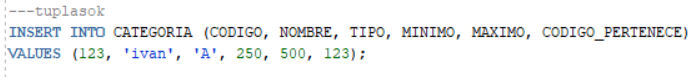 ---tuplasok
INSERT INTO CATEGORIA (CODIGO, NOMBRE, TIPO, MINIMO, MAXIMO, CODIGO_PERTENECE)
VALUES (123, 'ivan', 'A', 250, 500, 123);